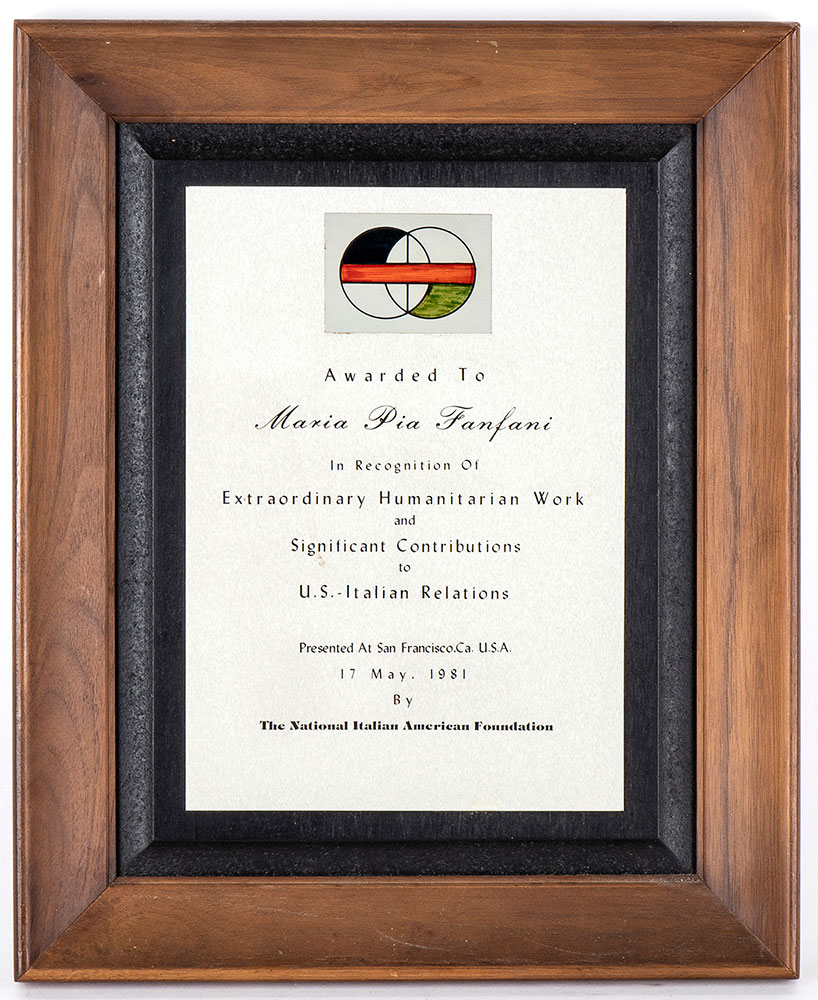 Awarded To
Maria Pia Fanfani
In Recognition Of
Extraordinary Humanitarian Work
and
Significant Contributions
to
U.S.-Italian Relations
Presented At San Francisco,Ca. U.S.A.
17 May, 1981
By
The National Italian American Foundation